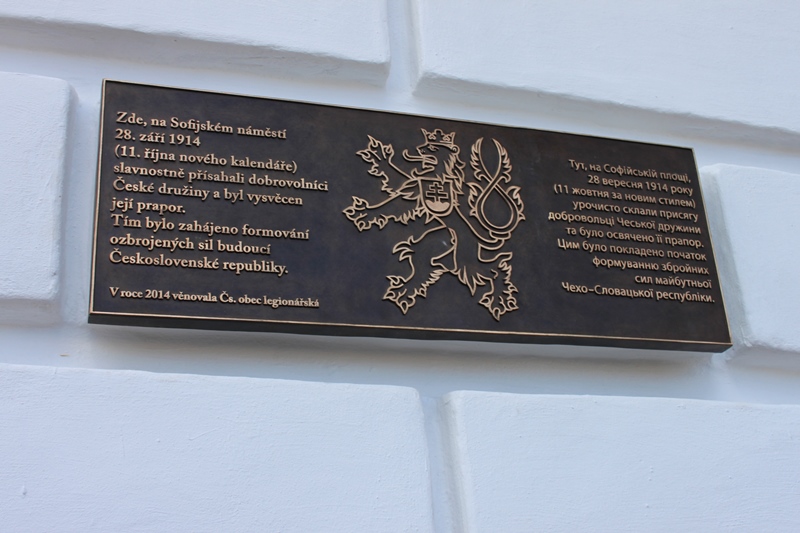 Zde, na Sofijském náměstí
28. září 1914
(11. října nového kalendáře)
slavnostně přísahali dobrovolníci
České družiny a byl vysvěcen
její prapor.
Tím bylo zahájeno formování
ozbrojených sil budoucí
Československé republiky.
V roce 2014 věnovala Čs. obec legionářská
Тут, на Софійській площі,
28 вересня 1914 року
(11 жовтня за новим стилем)
урочисто склали присягу
добровольці Чеської дружини
та було освячено її прапор.
Цим було покладено початок
формуванню збройних
сил майбутньої
Чехо-Словацької республіки.